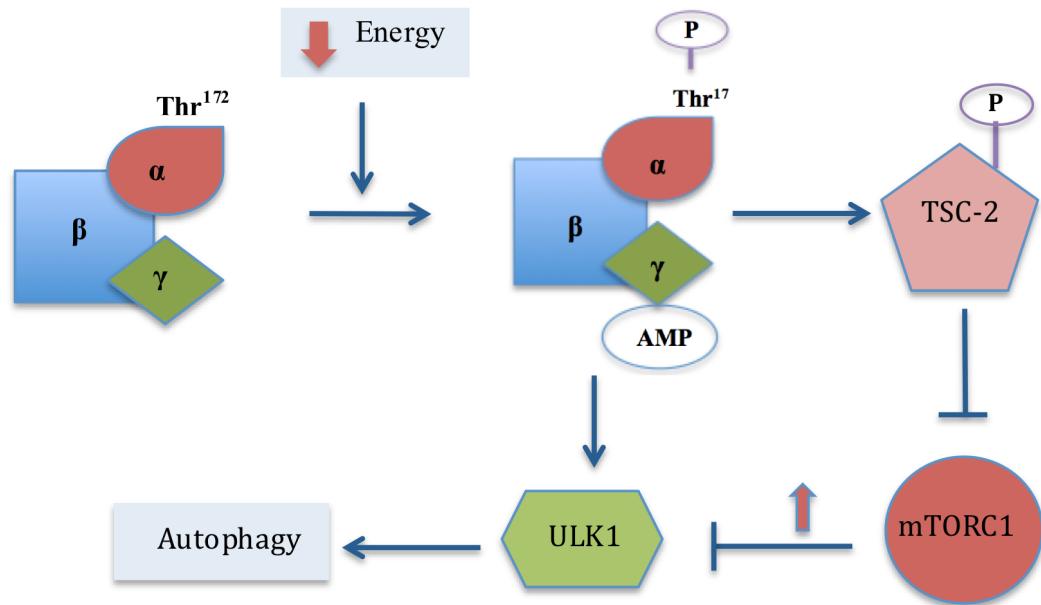 Energy
P
Thr¹⁷²
Thr¹⁷
P
α
α
β
β
TSC-2
γ
γ
AMP
Autophagy
ULK1
mTORC1